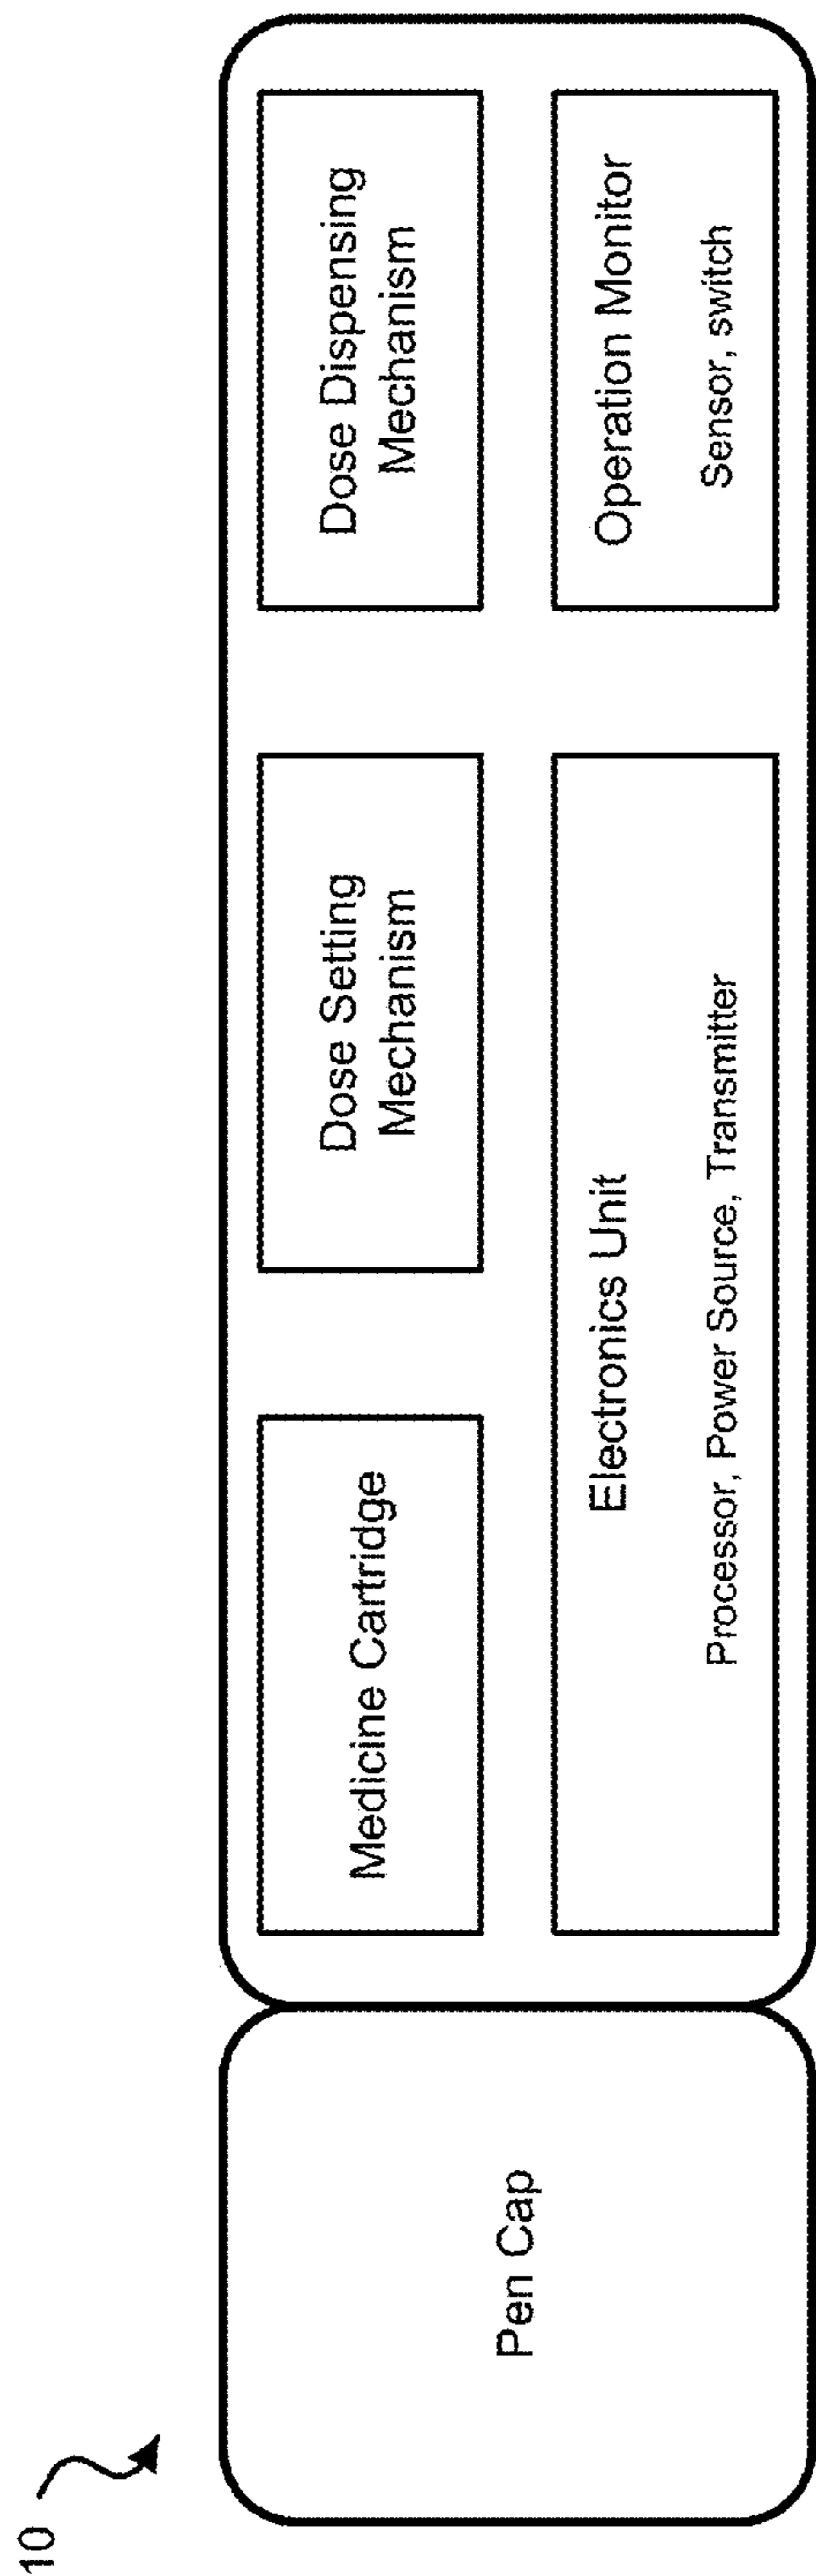 10
Pen Cap
Medicine Cartridge
Dose Setting
Mechanism
Dose Dispensing
Mechanism
Electronics Unit
Processor, Power Source, Transmitter
Operation Monitor
Sensor, switch